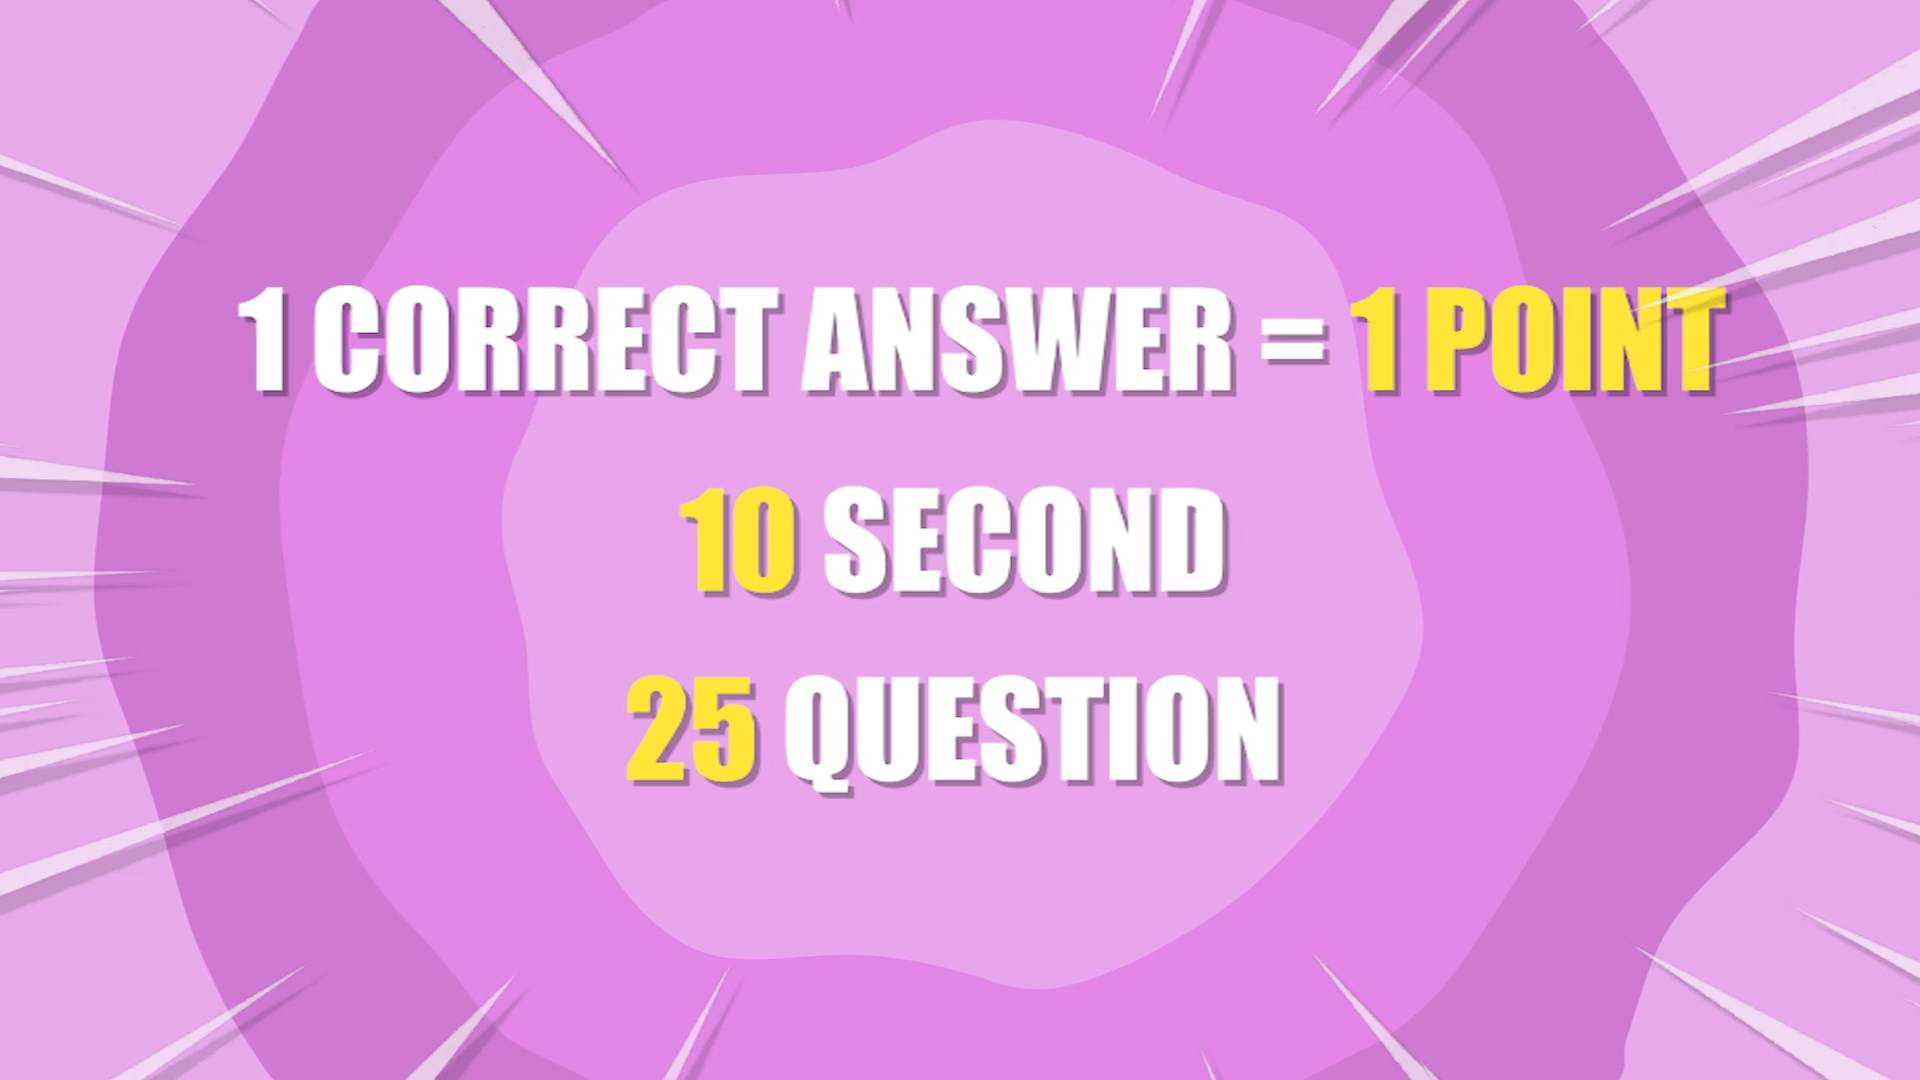 1 CORRECT ANSWER = 1 POINT
10 SECOND
25 QUESTION